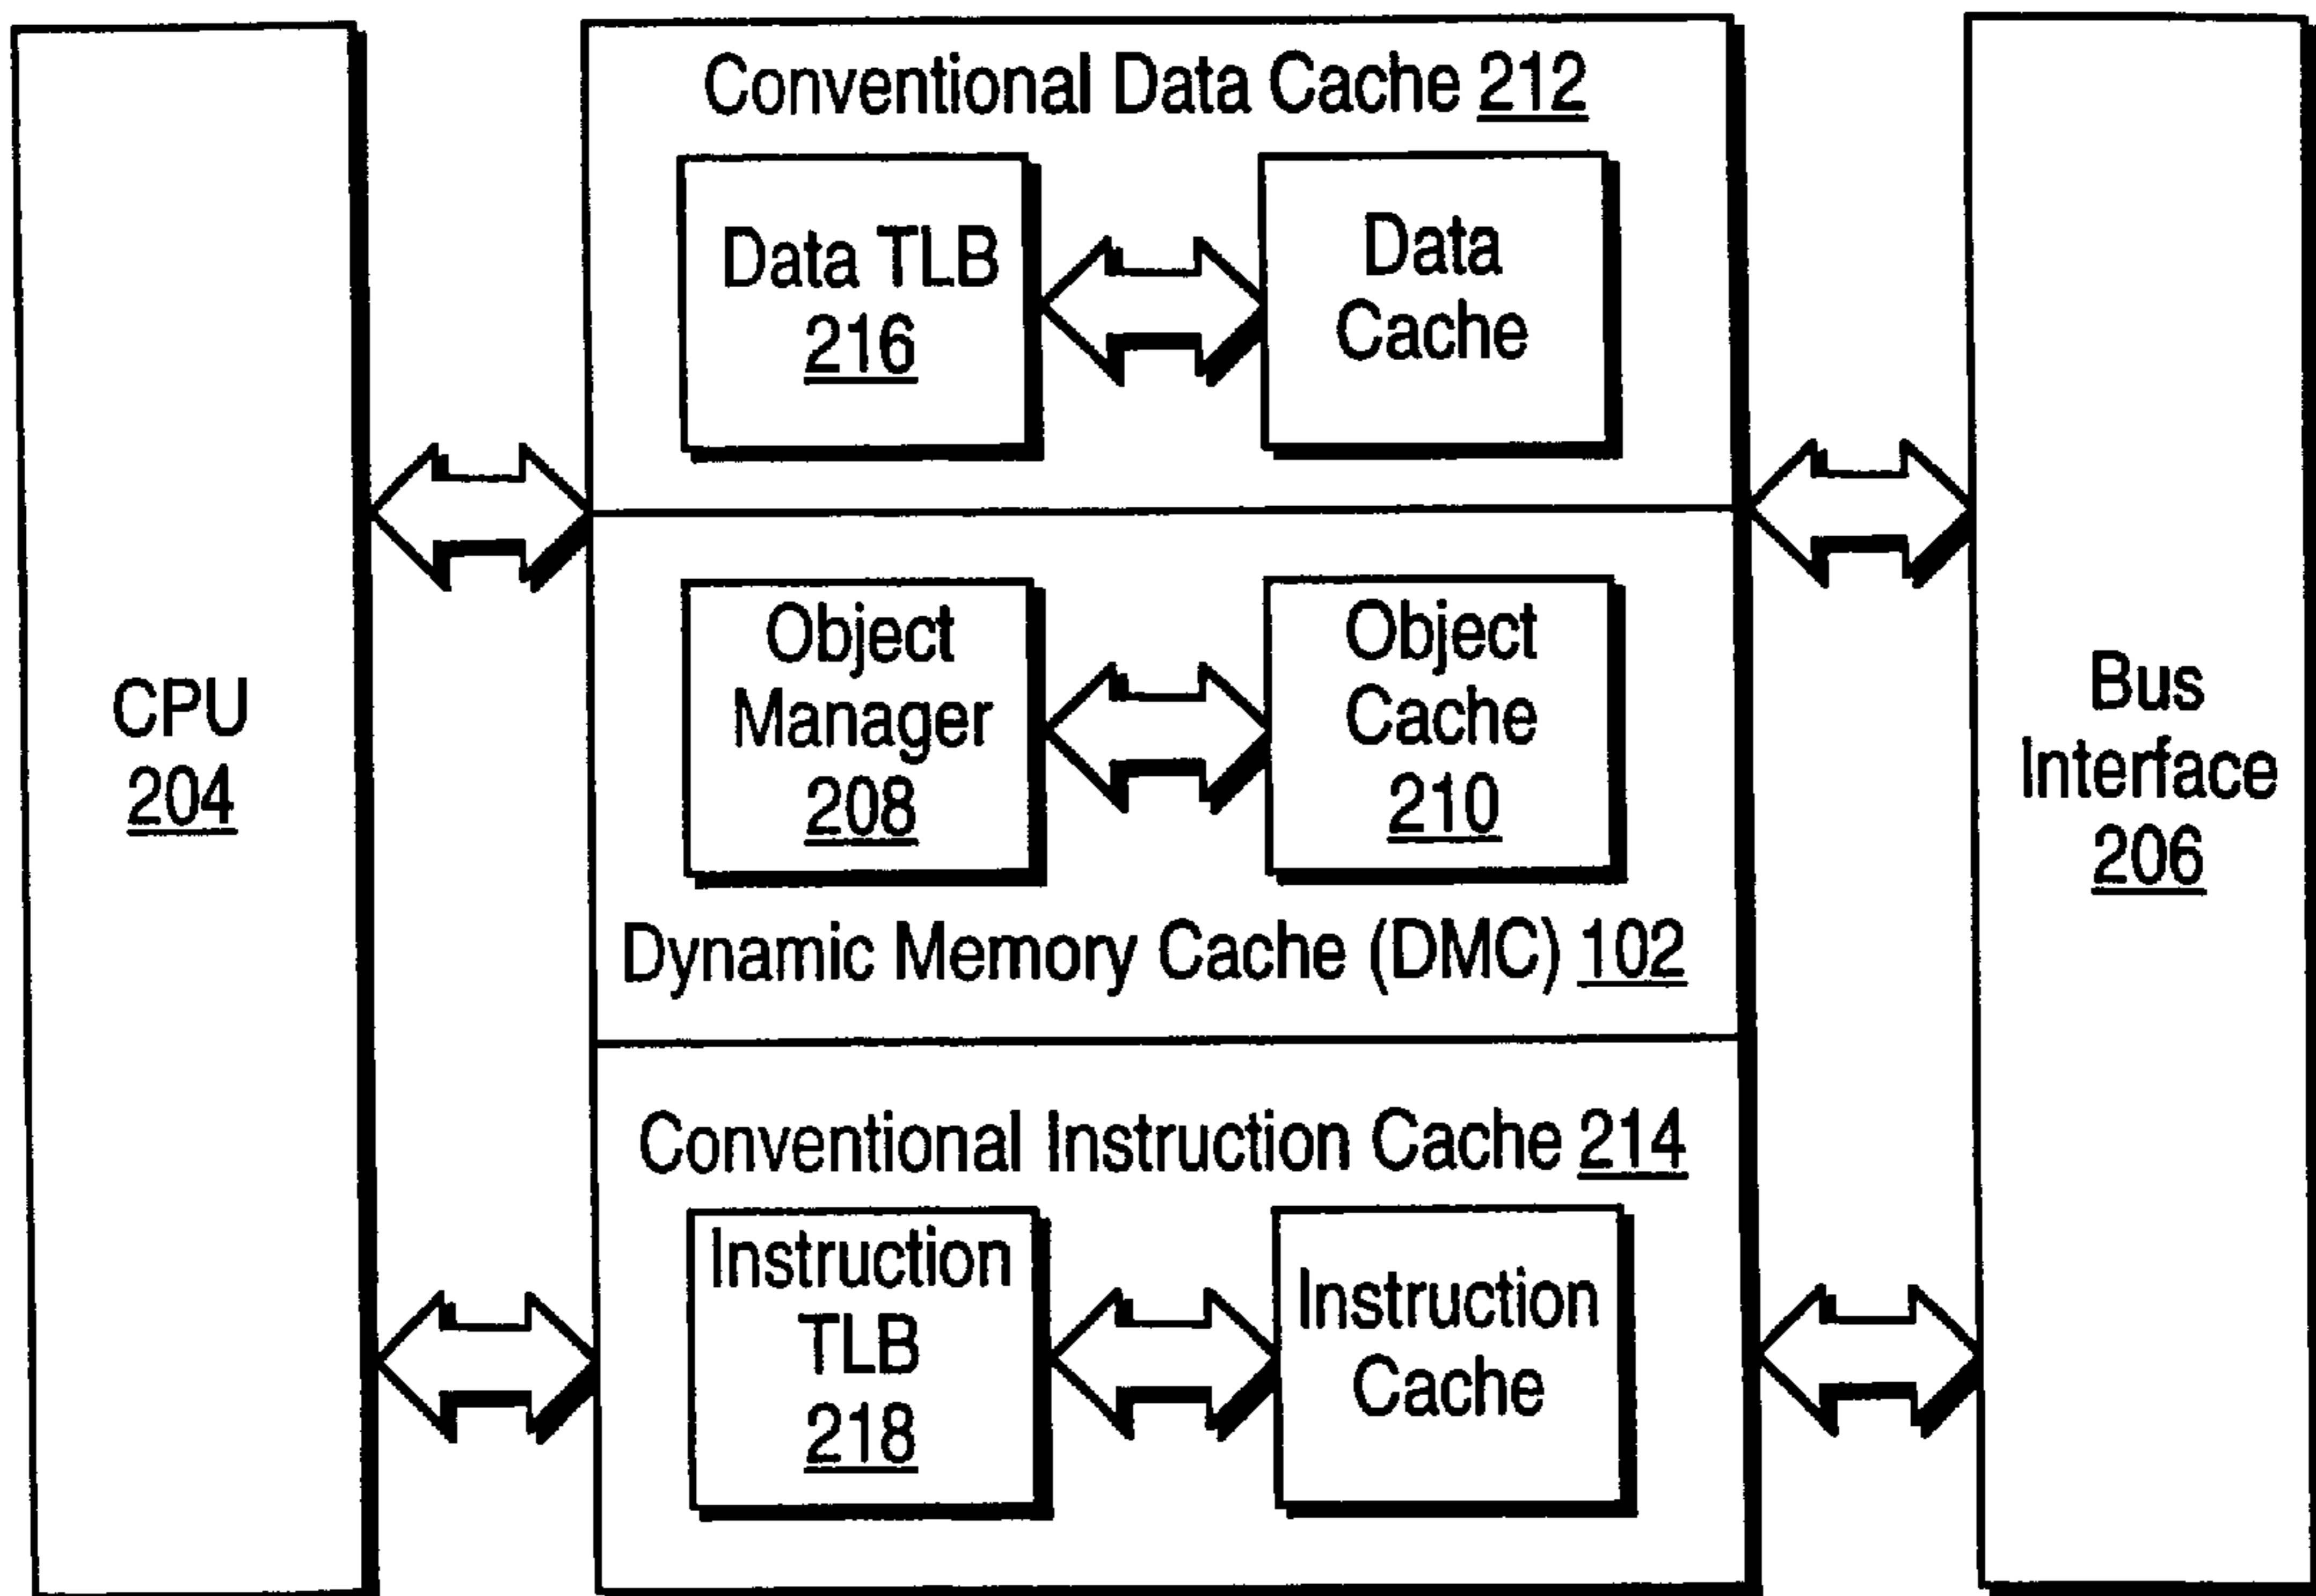 CPU
204
Conventional Data Cache 212
Data TLB
216
Data
Cache
Object
Manager
208
Object
Cache
210
Dynamic Memory Cache (DMC) 102
Conventional Instruction Cache 214
Instruction
TLB
218
Instruction
Cache
Bus
Interface
206